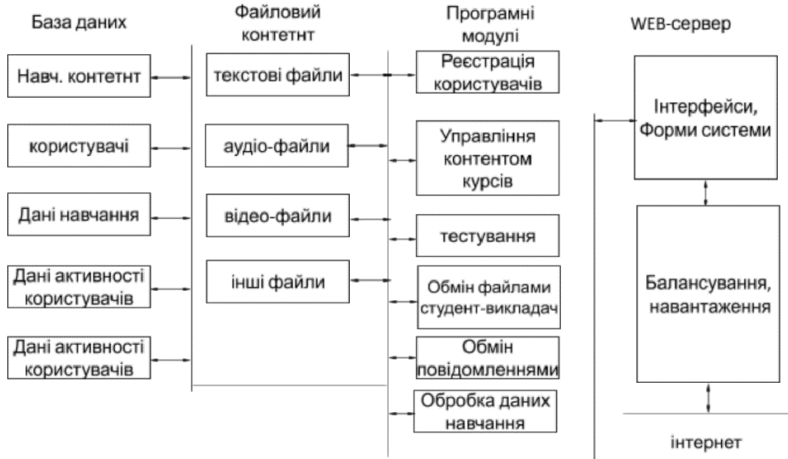 База даних
Навч. контетнт
користувачі
Дані навчання
Дані активності
користувачів
Дані активності
користувачів
Файловий
контетнт
текстові файли
аудіо-файли
відео-файли
інші файли
Програмні
модулі
Реєстрація
користувачів
Управління
контентом
курсів
тестування
Обмін файлами
студент-викладач
Обмін
повідомленнями
Обробка даних
навчання
WEB-сервер
Інтерфейси,
Форми системи
Балансування,
навантаження
інтернет